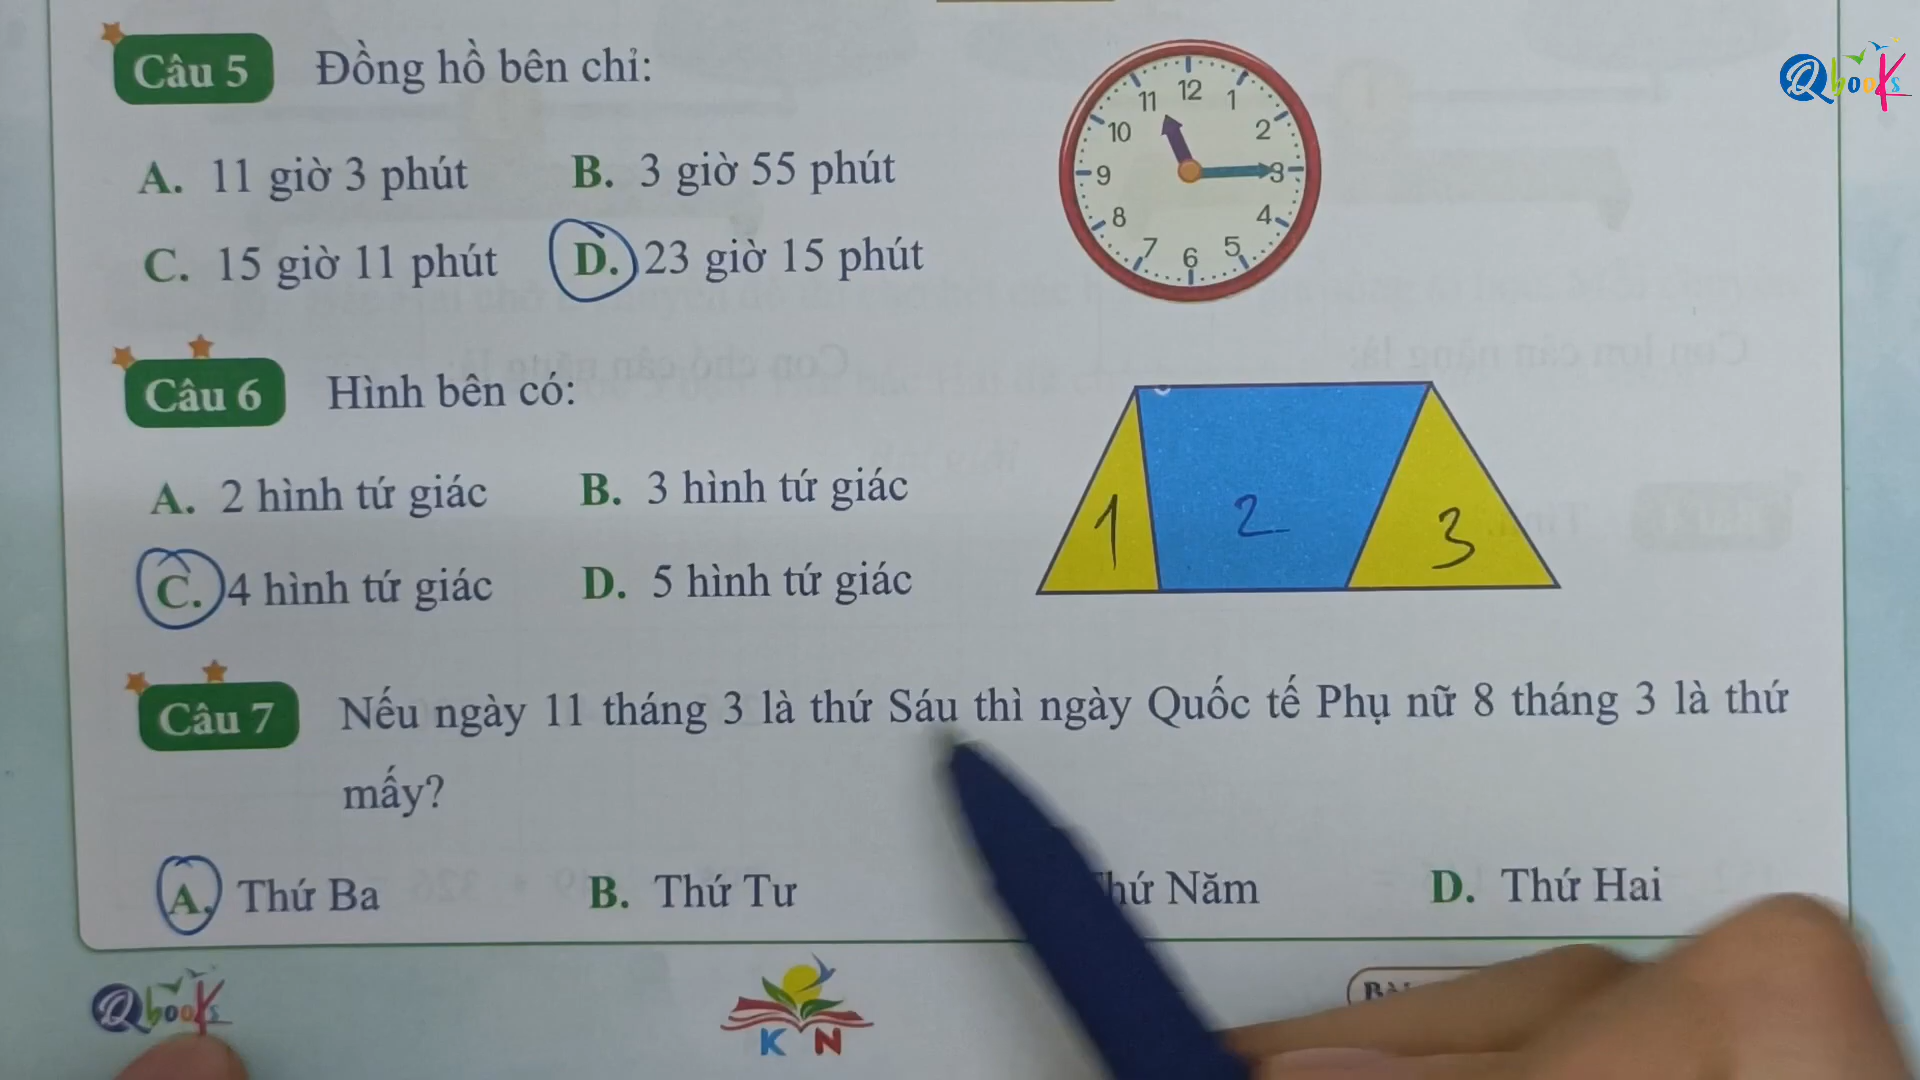 Qbooks
Câu 5 Đồng hồ bên chỉ:
A. 11 giờ 3 phút B. 3 giờ 55 phút
C. 15 giờ 11 phút D. 23 giờ 15 phút
12
11 1
10 2
9 3
8 4
7 5
6
Câu 6 Hình bên có:
A. 2 hình tứ giác B. 3 hình tứ giác
C. 4 hình tứ giác D. 5 hình tứ giác
1 2 3
Câu 7 Nếu ngày 11 tháng 3 là thứ Sáu thì ngày Quốc tế Phụ nữ 8 tháng 3 là thứ
mấy?
A. Thứ Ba B. Thứ Tư Năm D. Thứ Hai
Qbooks
K N